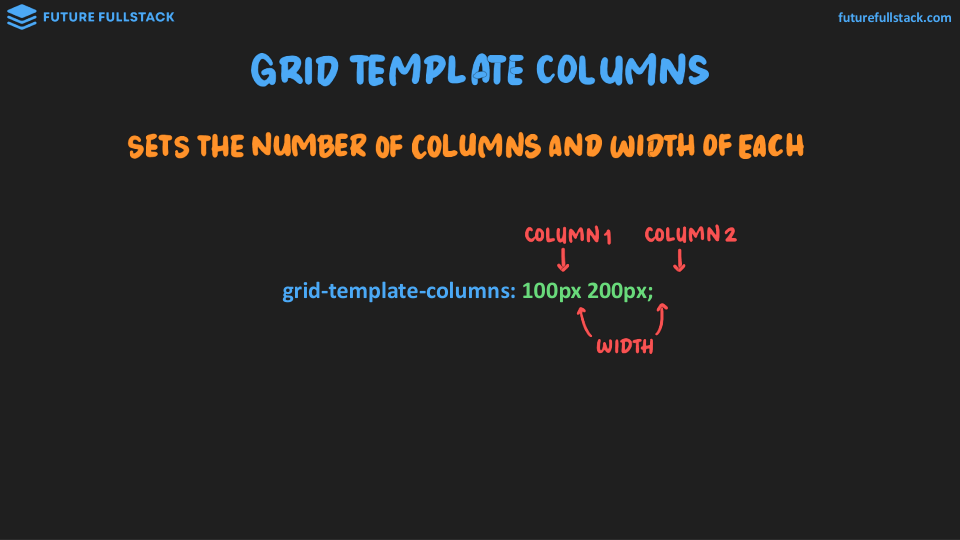 FUTURE FULLSTACK
futurefullstack.com
GRID TEMPLATE COLUMNS
SETS THE NUMBER OF COLUMNS AND WIDTH OF EACH
COLUMN 1 COLUMN 2
grid-template-columns: 100px 200px;
WIDTH